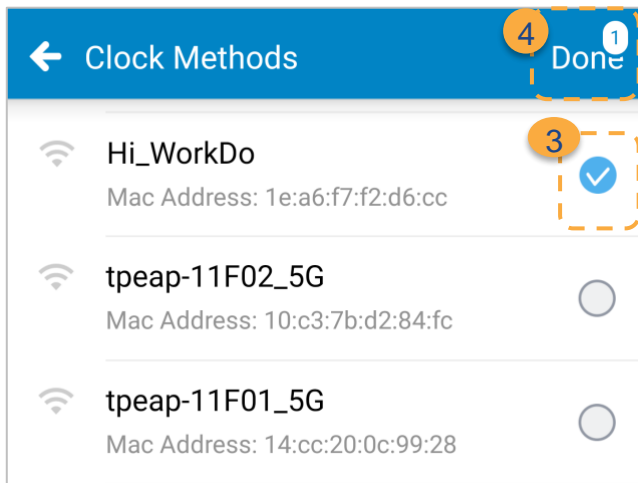 4
1
Clock Methods
Done
3
Hi_WorkDo
Mac Address: 1e:a6:f7:f2:d6:cc
tpeap-11F02_5G
Mac Address: 10:c3:7b:d2:84:fc
tpeap-11F01_5G
Mac Address: 14:cc:20:0c:99:28